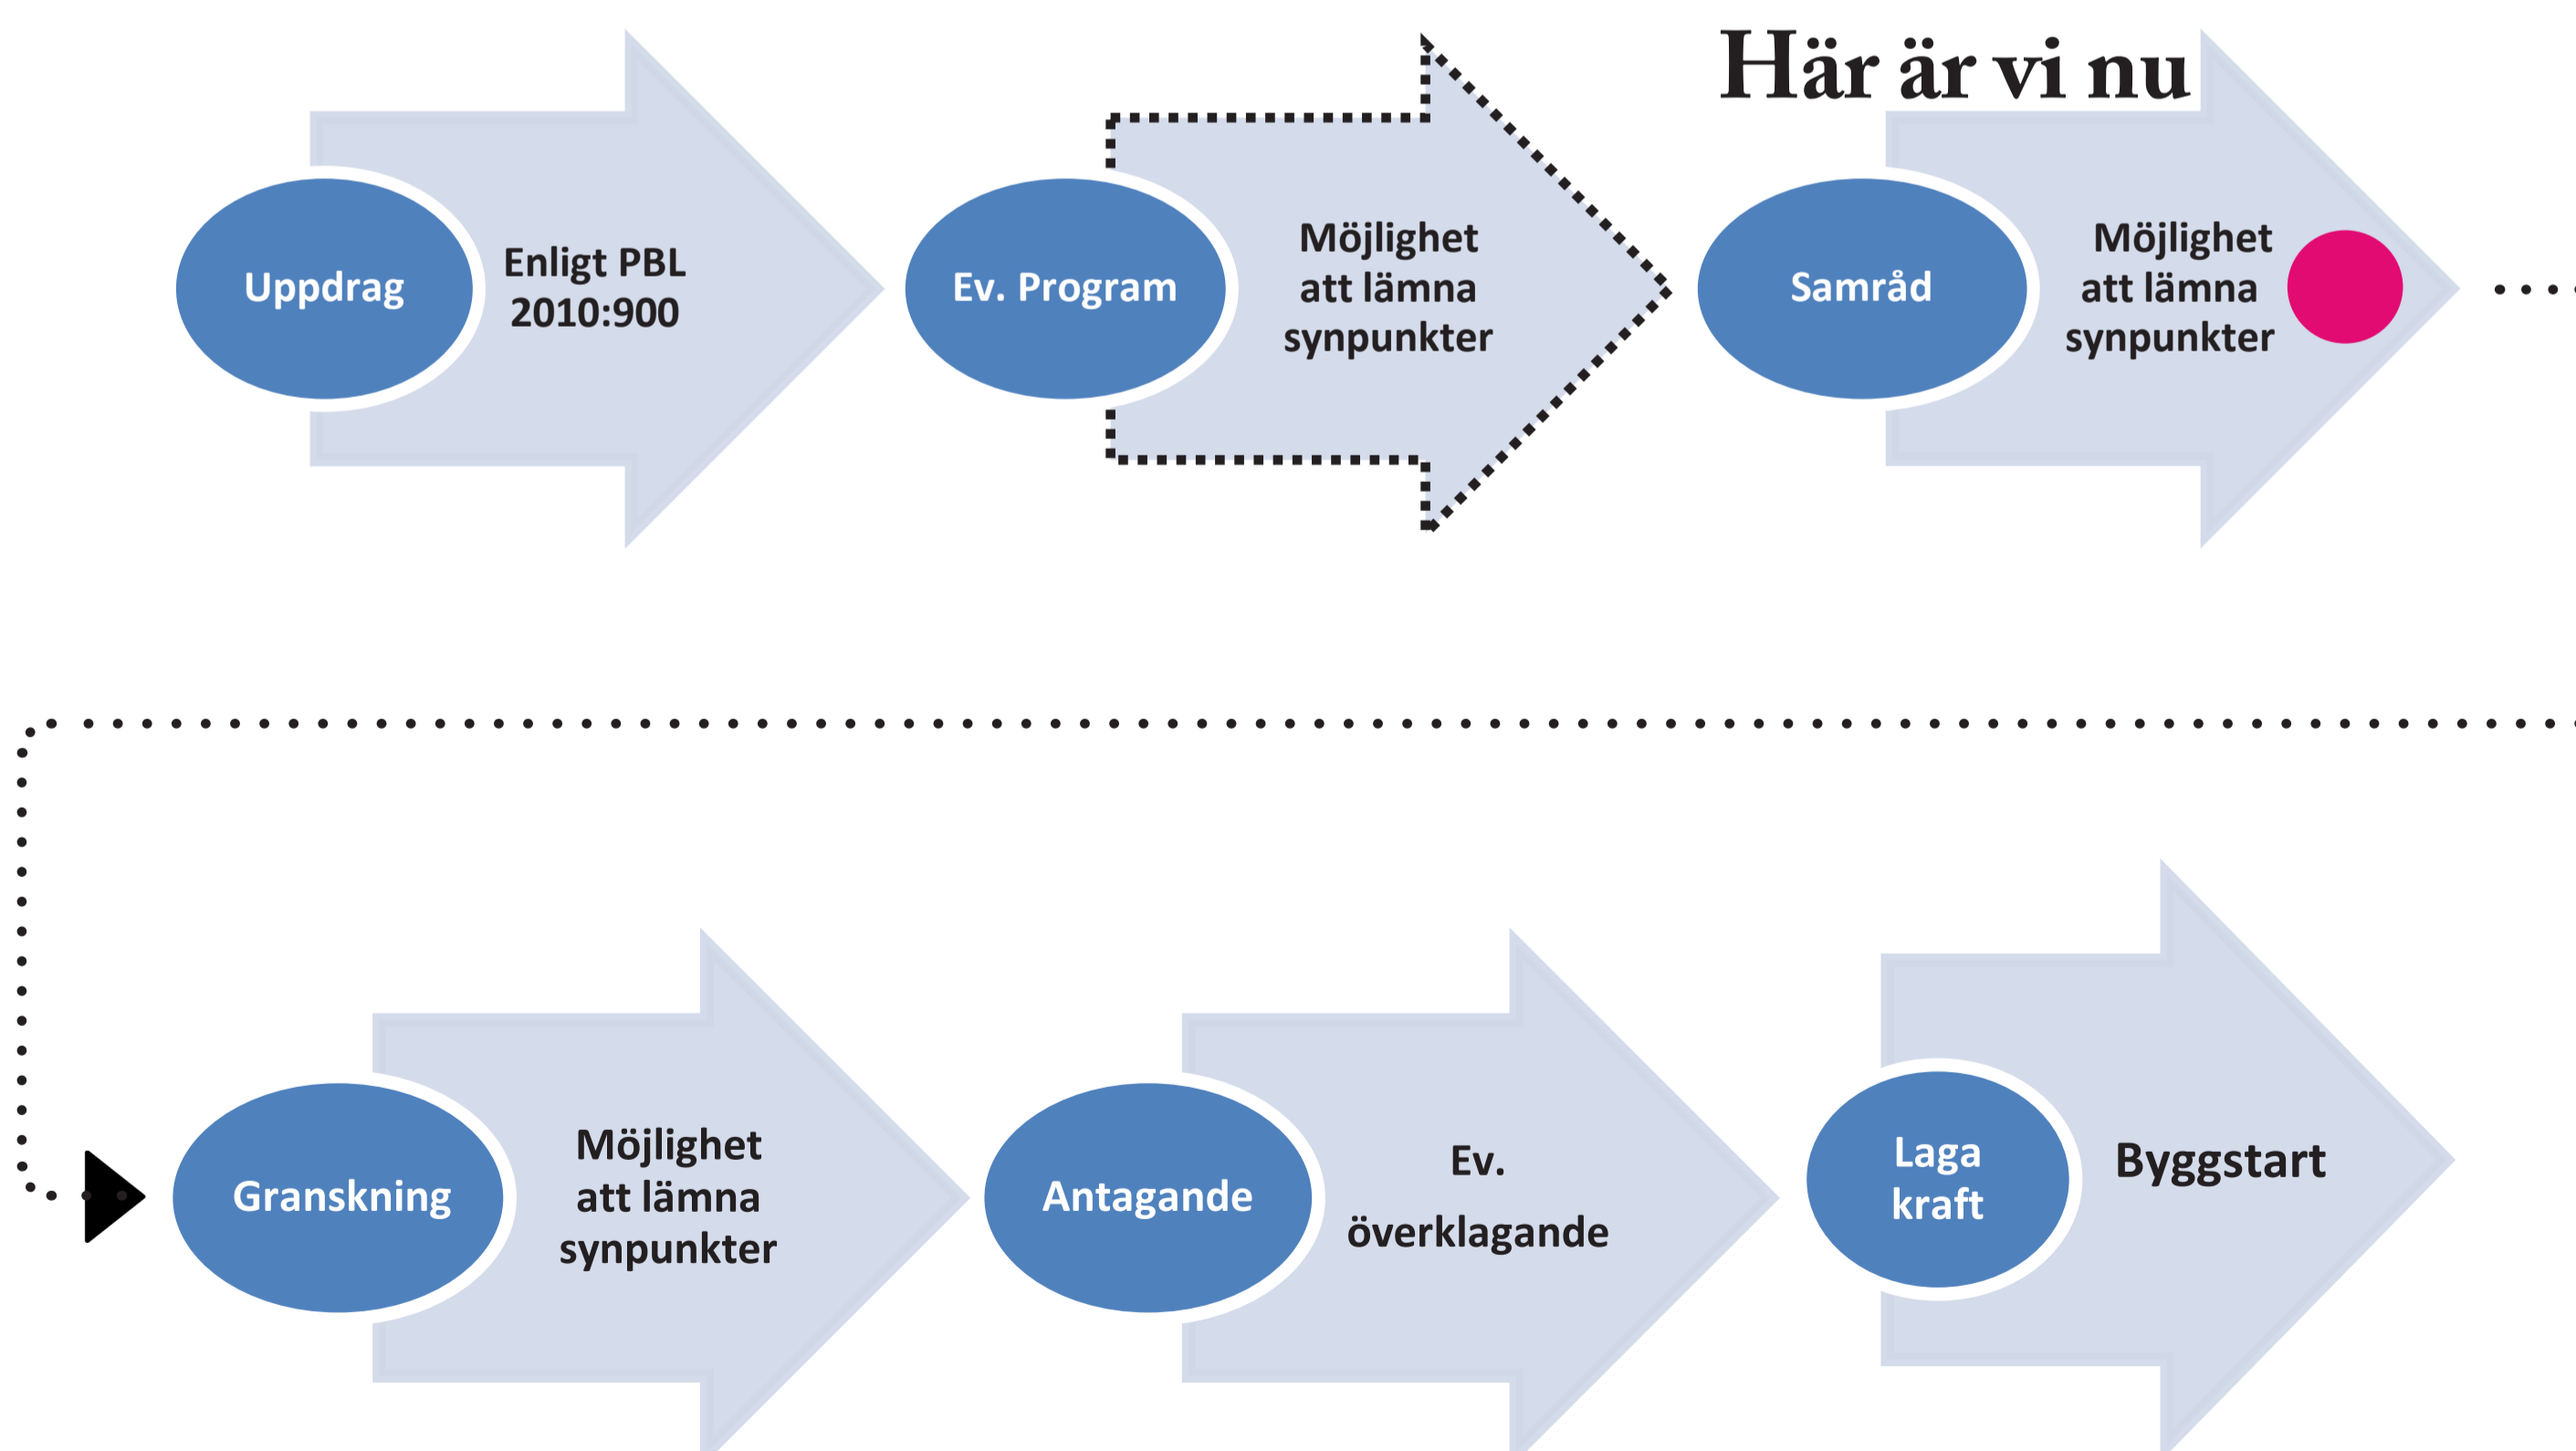 Här är vi nu
Uppdrag
Enligt PBL
2010:900
Ev. Program
Möjlighet
att lämna
synpunkter
Samråd
Möjlighet
att lämna
synpunkter
Granskning
Möjlighet
att lämna
synpunkter
Antagande
Ev.
överklagande
Laga
kraft
Byggstart